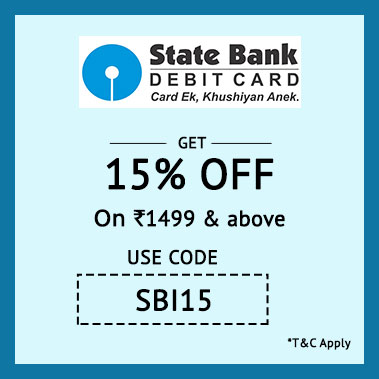 State Bank
DEBIT CARD
Card Ek, Khushiyan Anek.
GET
15% OFF
On ₹1499 & above
USE CODE
SBI15
*T&C Apply